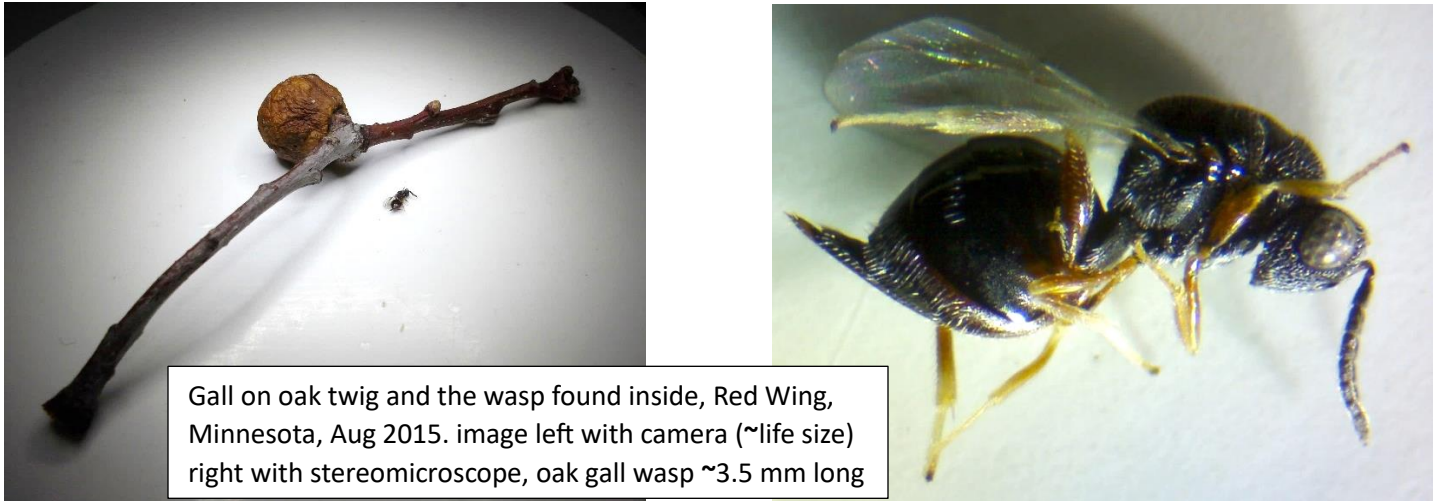 Gall on oak twig and the wasp found inside, Red Wing,
Minnesota, Aug 2015. image left with camera (~life size)
right with stereomicroscope, oak gall wasp ~3.5 mm long